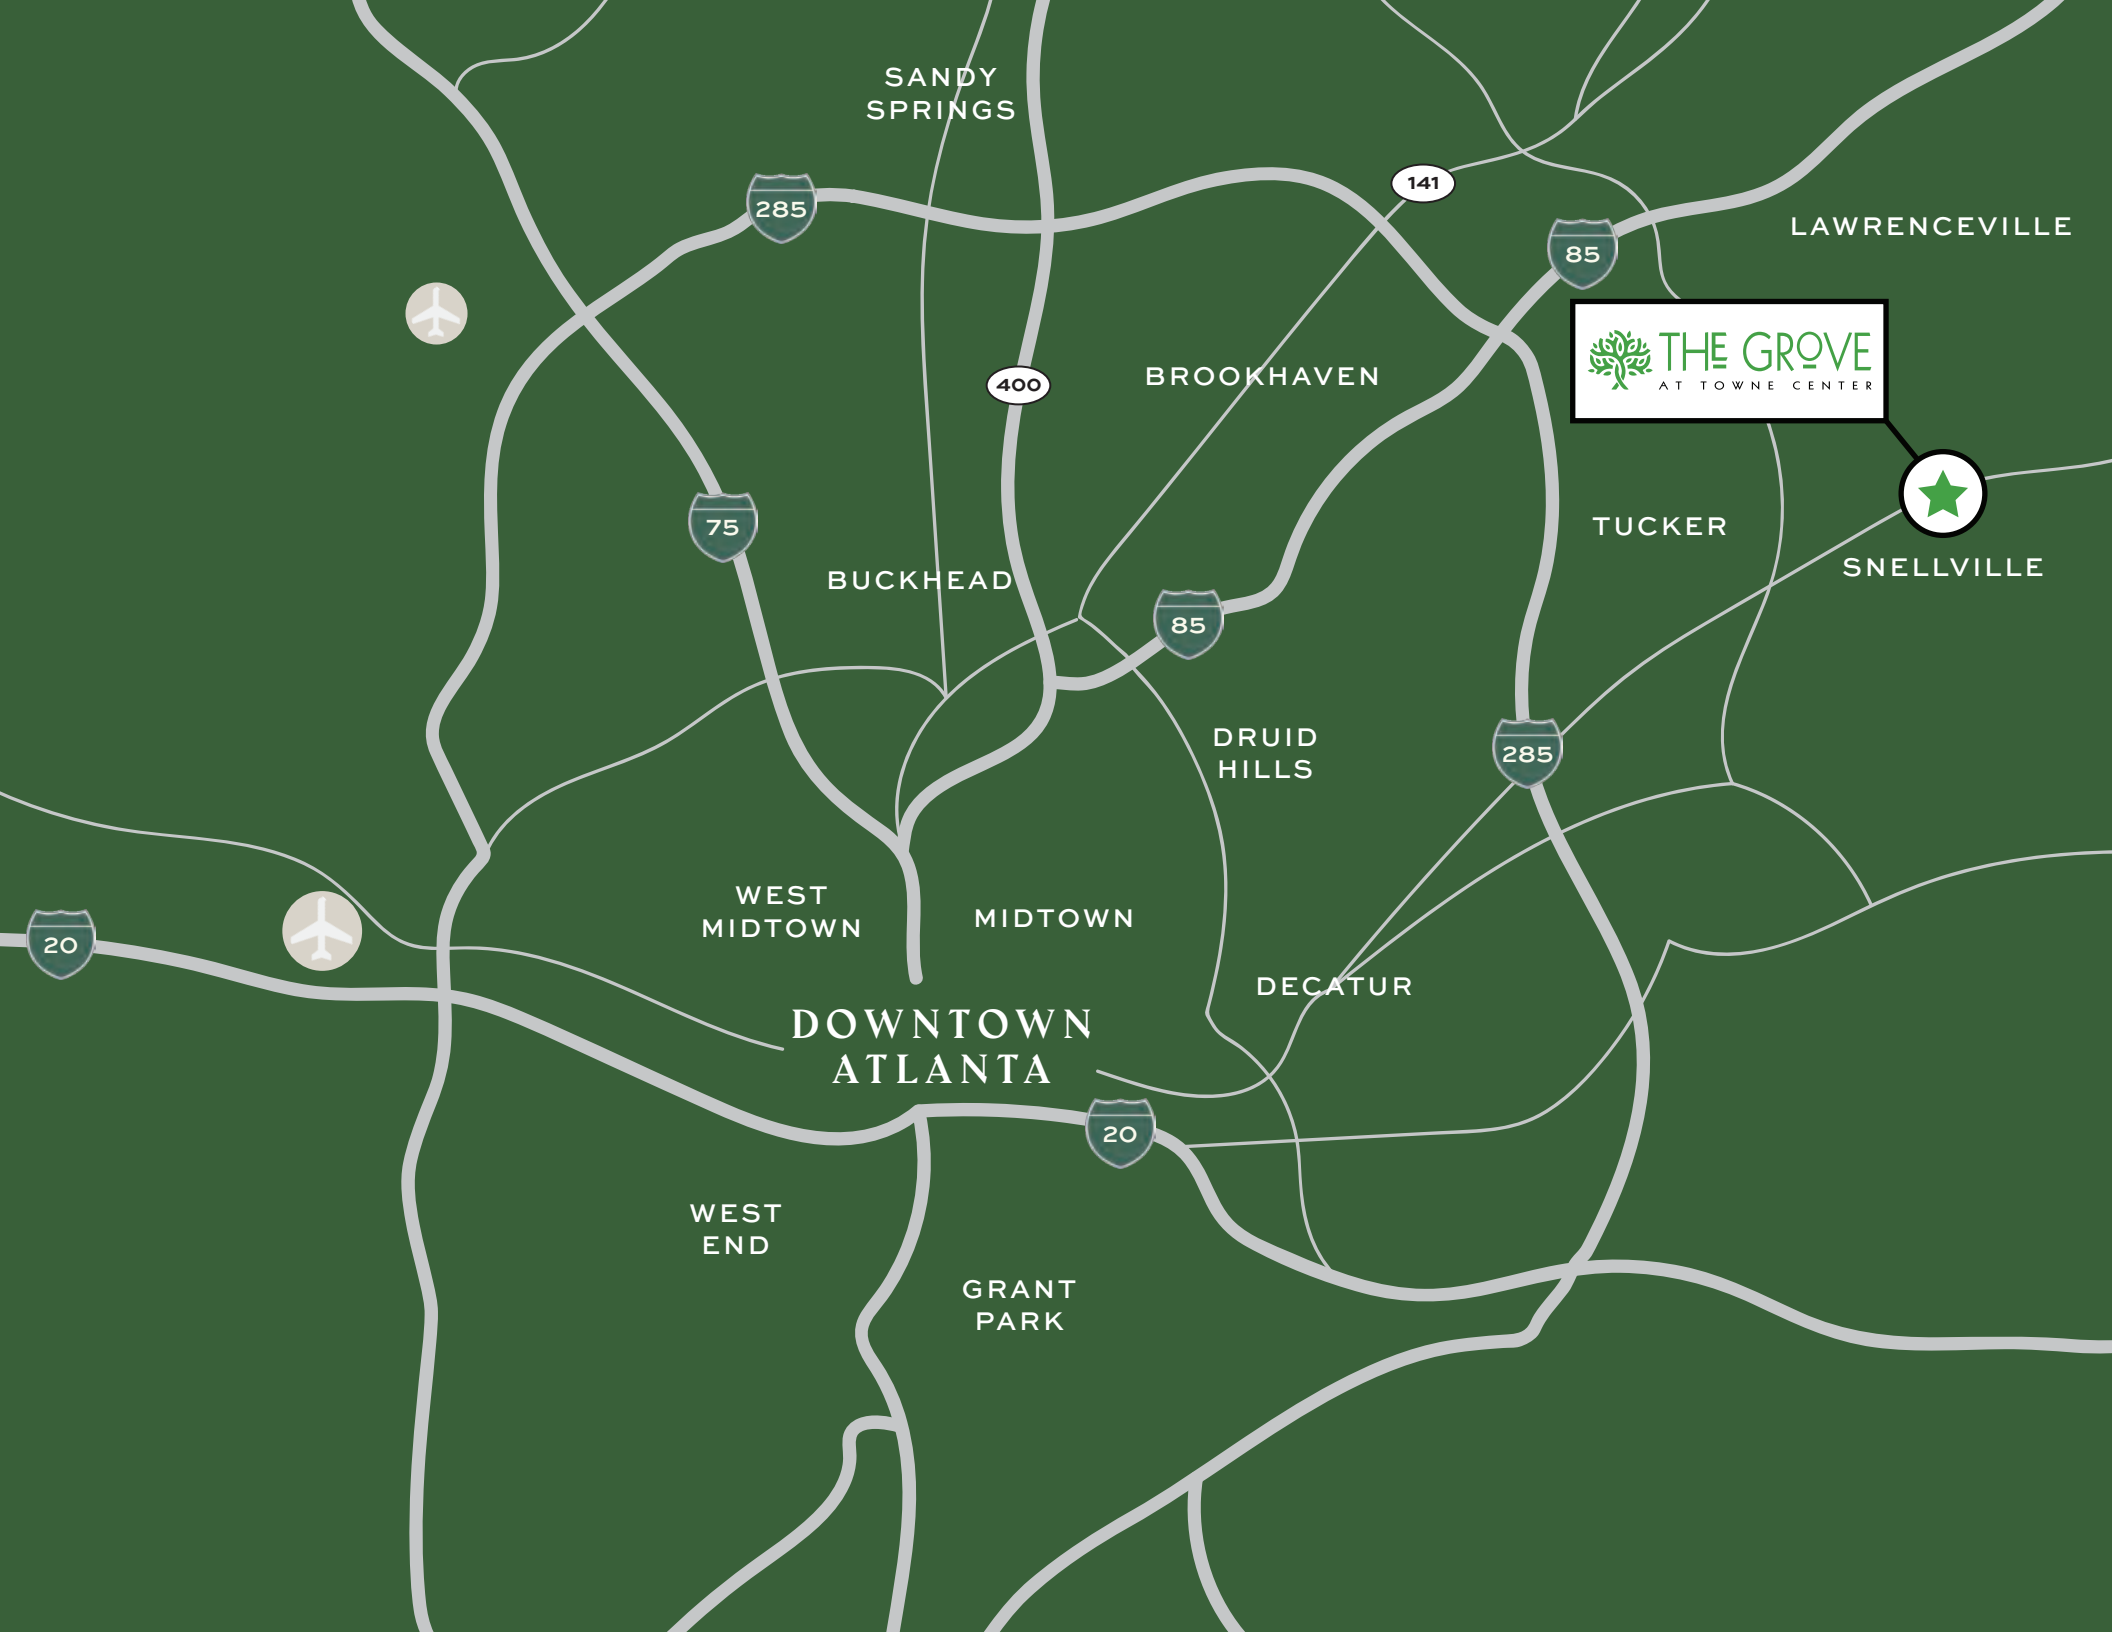 SANDY
SPRINGS
141
285
LAWRENCEVILLE
85
THE GROVE
AT TOWNE CENTER
400
BROOKHAVEN
75
TUCKER
SNELLVILLE
BUCKHEAD
85
DRUID
HILLS
285
WEST
MIDTOWN
MIDTOWN
20
DECATUR
DOWNTOWN
ATLANTA
20
WEST
END
GRANT
PARK